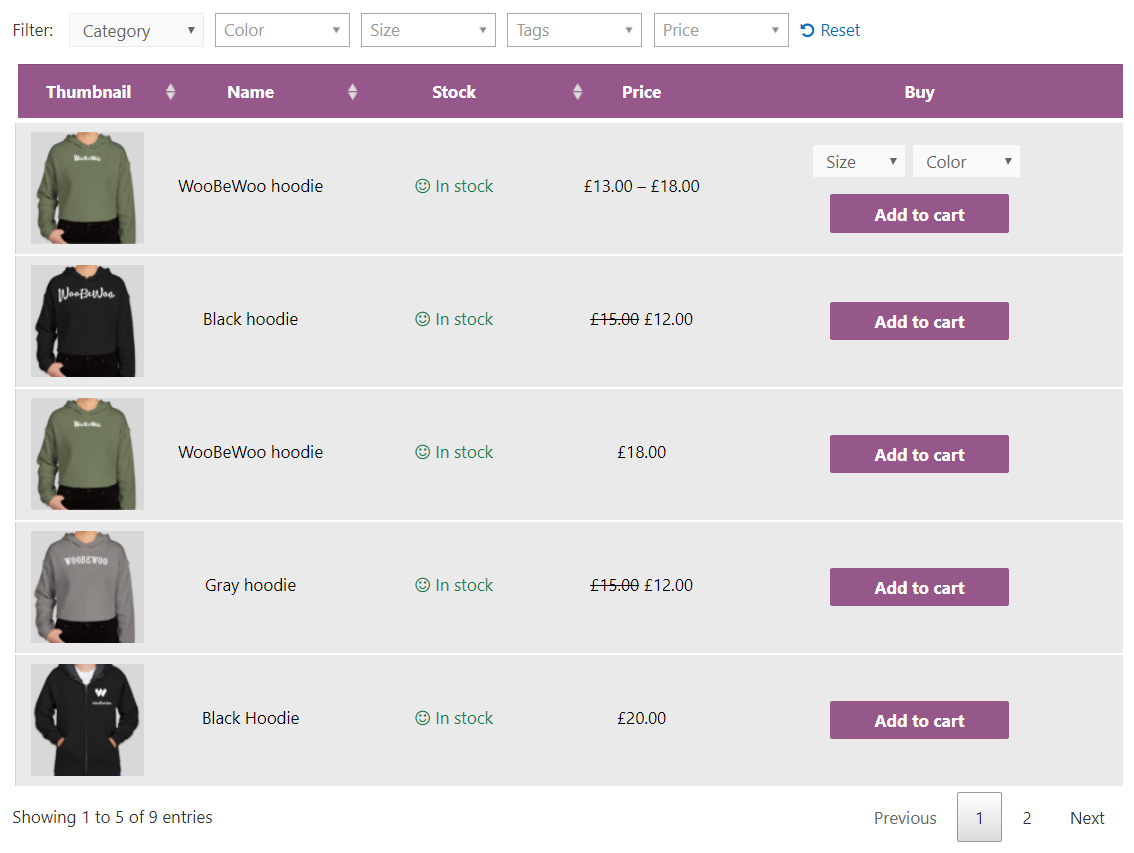 Filter: Category Color Size Tags Price Reset
Thumbnail Name Stock Price Buy
Size Color
WooBeWoo
WooBeWoo hoodie In stock £13.00 – £18.00
Add to cart
WooBeWoo
Black hoodie In stock £15.00 £12.00 Add to cart
WooBeWoo
WooBeWoo hoodie In stock £18.00 Add to cart
WOOBEWOO
Gray hoodie In stock £15.00 £12.00 Add to cart
W
Black Hoodie In stock £20.00 Add to cart
Showing 1 to 5 of 9 entries Previous 1 2 Next